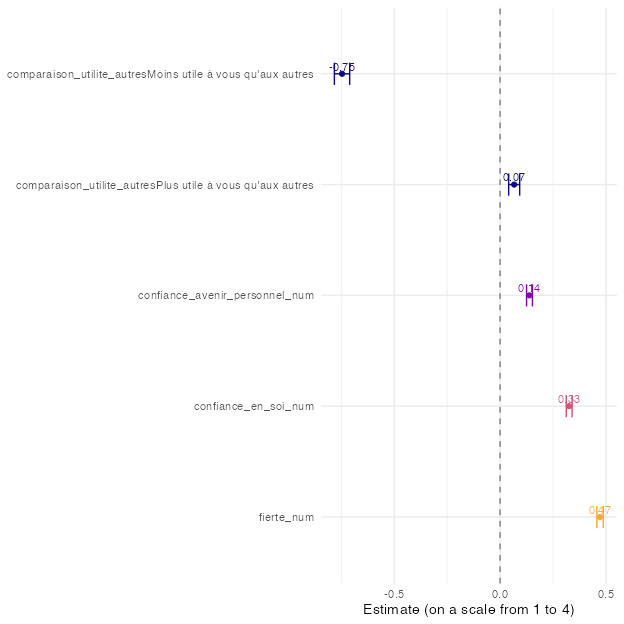 -0.75
comparaison_utilite_autresMoins utile à vous qu'aux autres
0.07
comparaison_utilite_autresPlus utile à vous qu'aux autres
0.14
confiance_avenir_personnel_num
0.33
confiance_en_soi_num
0.47
fierte_num
-0.5 0.0 0.5
Estimate (on a scale from 1 to 4)